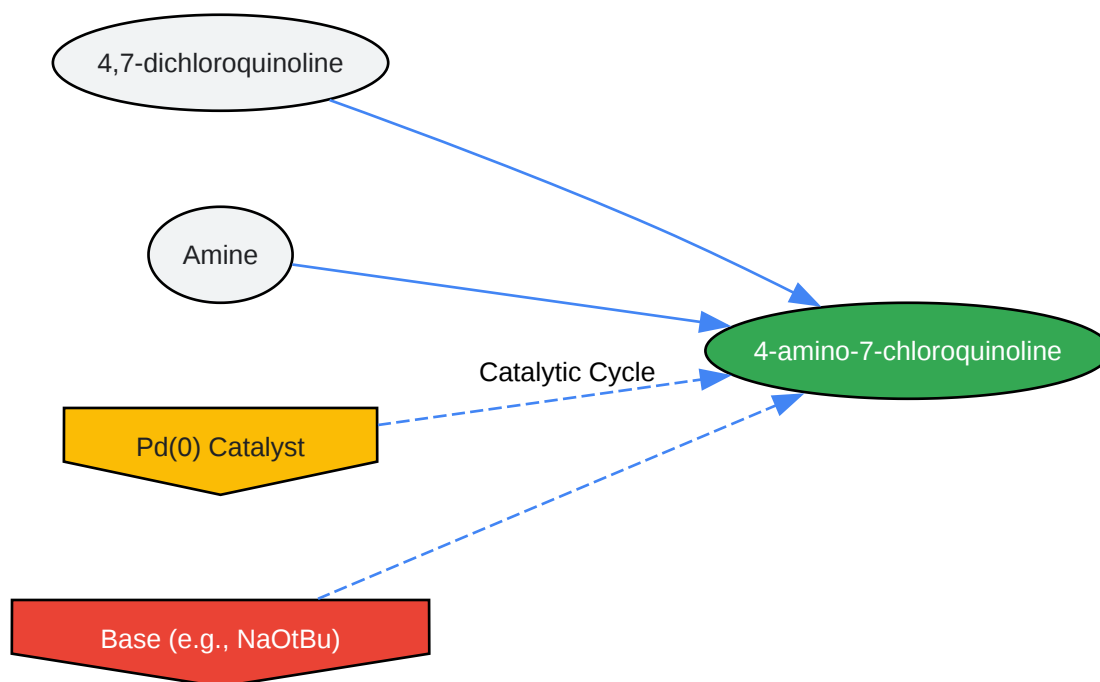 4,7-dichloroquinoline
Amine
4-amino-7-chloroquinoline
Catalytic Cycle
Pd(0) Catalyst
Base (e.g., NaOtBu)